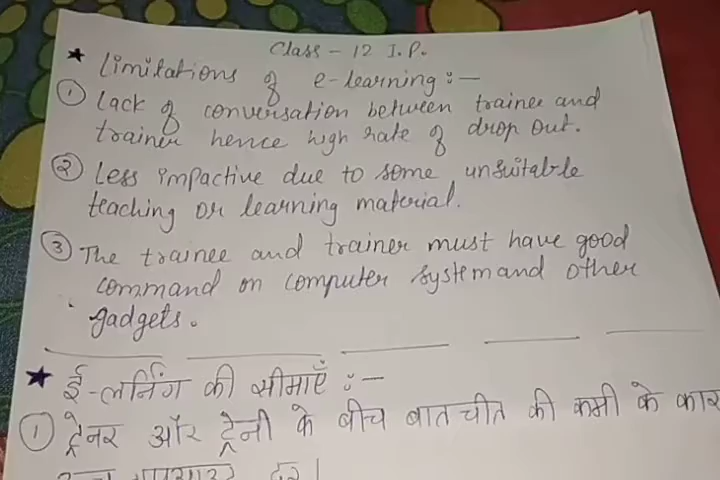 Class - 12 I.P.
★ Limitations of e-learning :-
① Lack of conversation between trainee and
trainer hence high rate of drop out.
② Less impactive due to some unsuitable
teaching or learning material.
③ The trainee and trainer must have good
command on computer system and other
gadgets.
★ ई-लर्निंग की सीमाएँ :-
① ट्रेनर और ट्रेनी के बीच बातचीत की कमी के कार